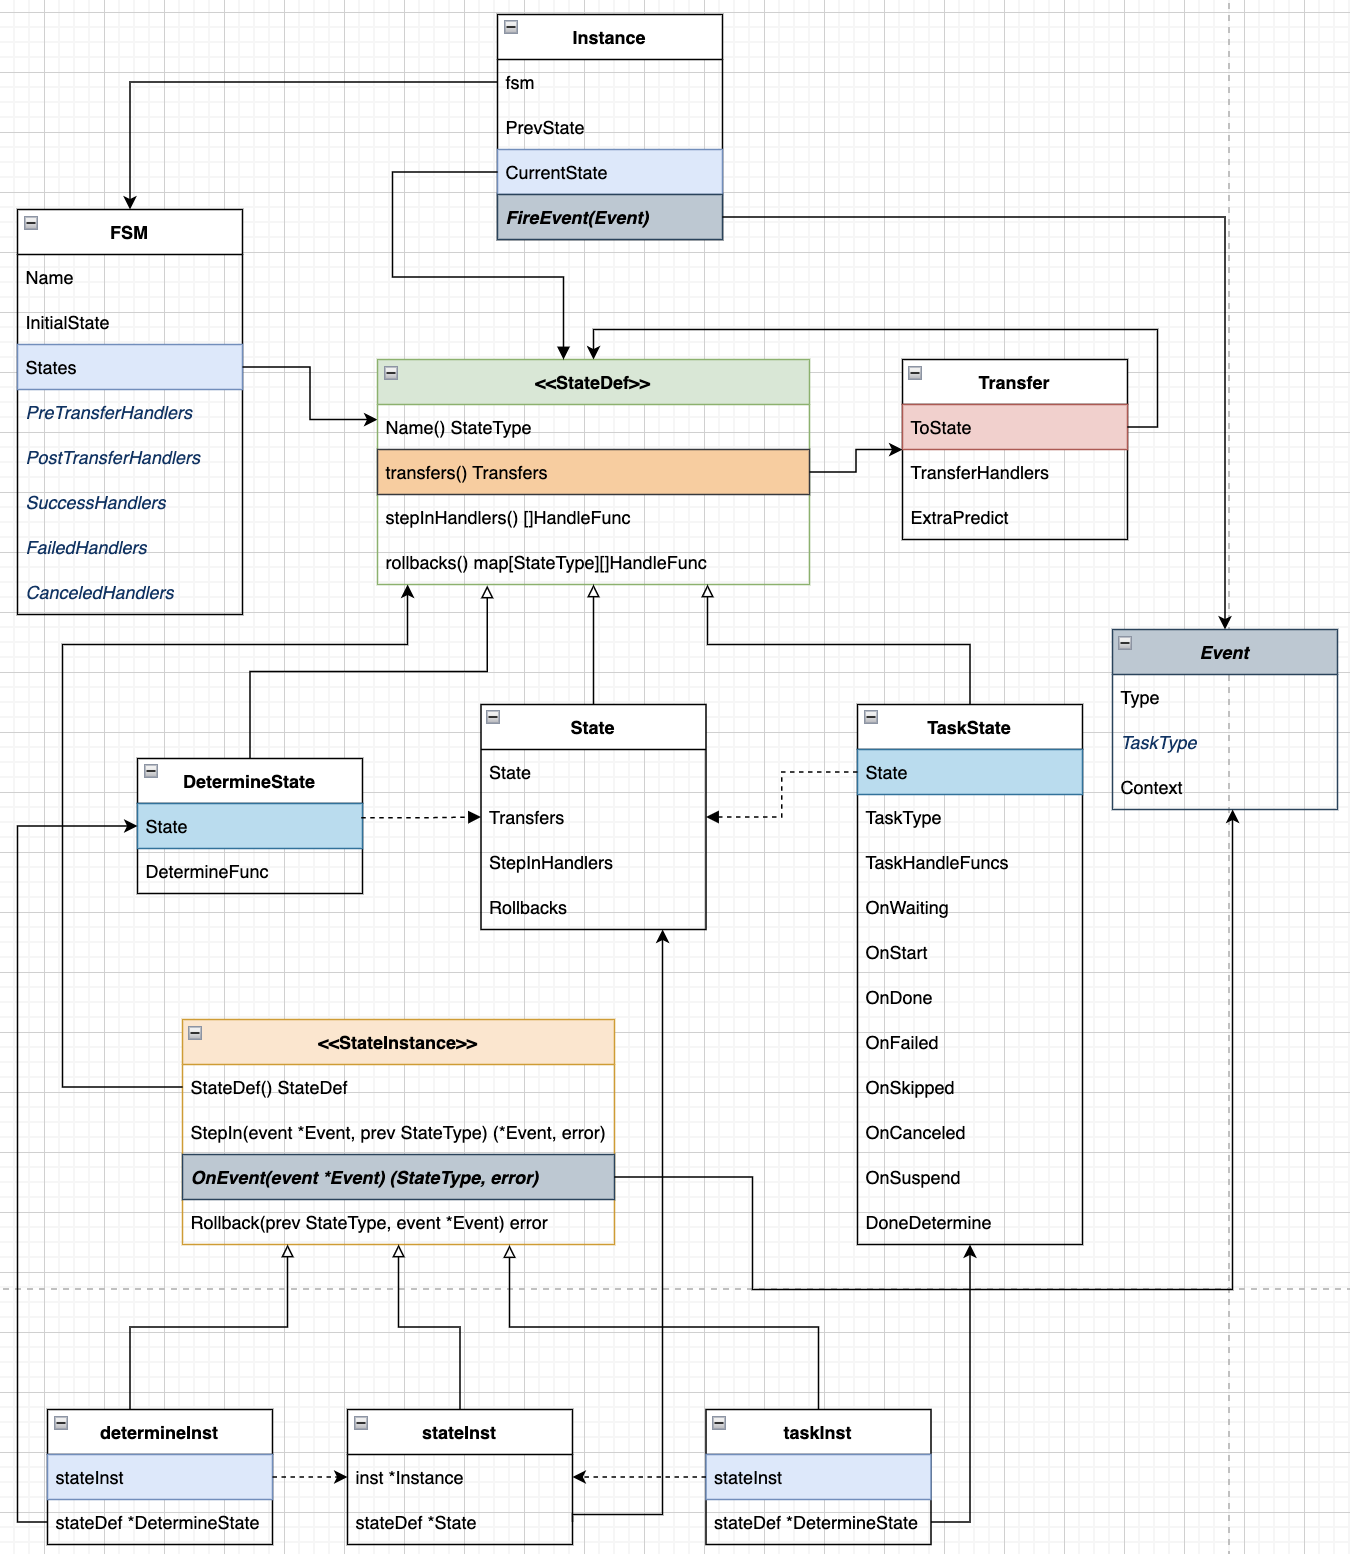 Instance
fsm
PrevState
CurrentState
FireEvent(Event)
FSM
Name
InitialState
States
PreTransferHandlers
PostTransferHandlers
SuccessHandlers
FailedHandlers
CanceledHandlers
<<StateDef>>
Name() StateType
transfers() Transfers
stepInHandlers() []HandleFunc
rollbacks() map[StateType][]HandleFunc
Transfer
ToState
TransferHandlers
ExtraPredict
Event
Type
TaskType
Context
DetermineState
State
DetermineFunc
State
State
Transfers
StepInHandlers
Rollbacks
TaskState
State
TaskType
TaskHandleFuncs
OnWaiting
OnStart
OnDone
OnFailed
OnSkipped
OnCanceled
OnSuspend
DoneDetermine
<<StateInstance>>
StateDef() StateDef
StepIn(event *Event, prev StateType) (*Event, error)
OnEvent(event *Event) (StateType, error)
Rollback(prev StateType, event *Event) error
determineInst
stateInst
stateDef *DetermineState
stateInst
inst *Instance
stateDef *State
taskInst
stateInst
stateDef *DetermineState